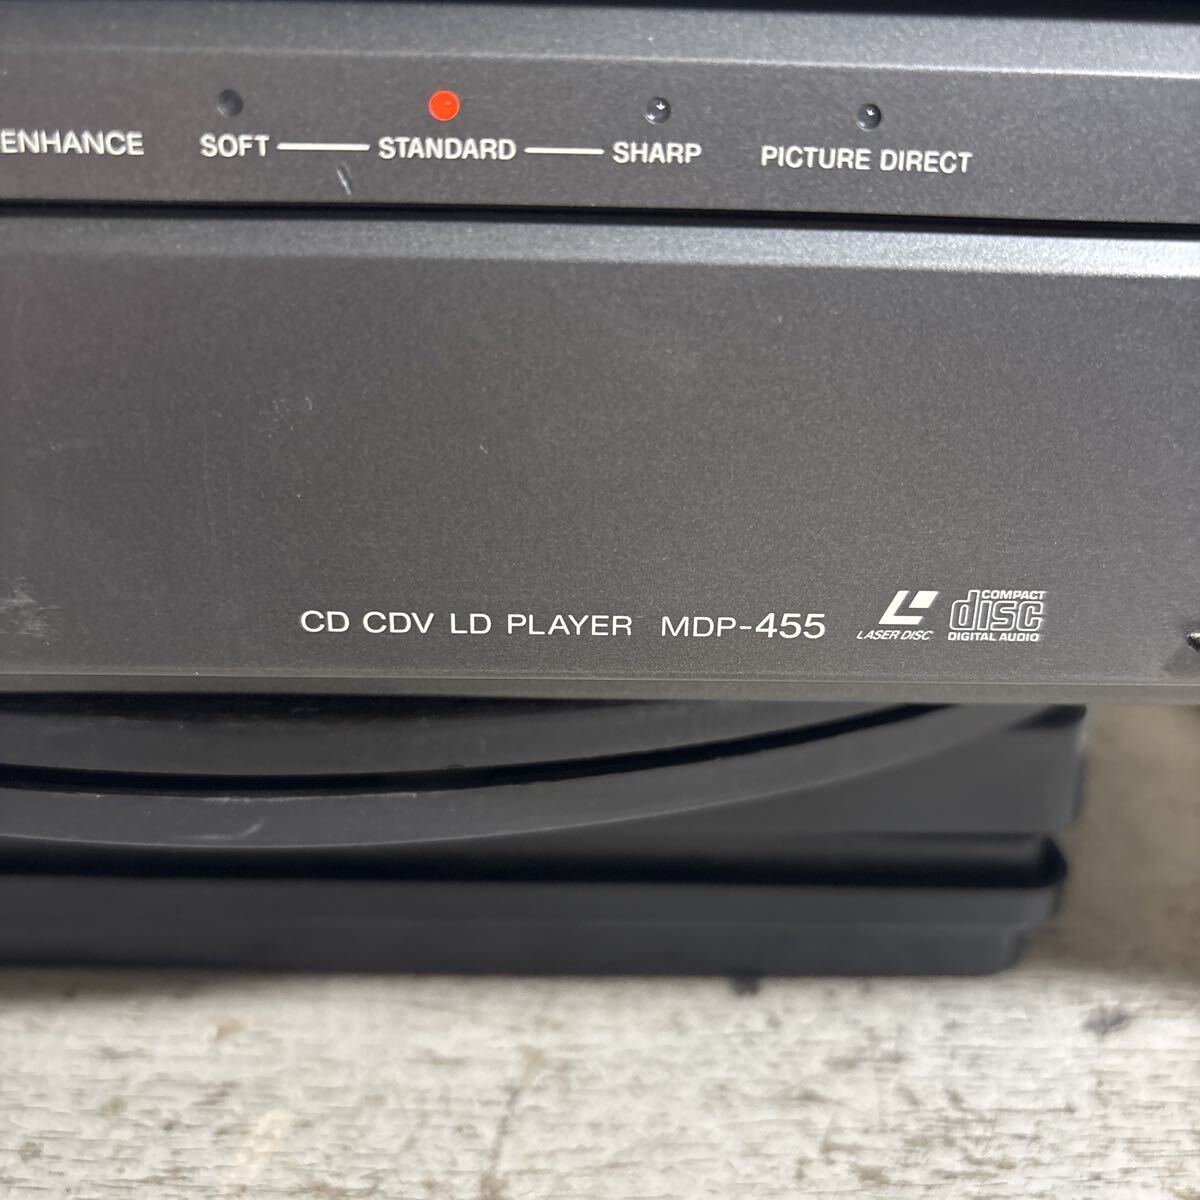 ENHANCE SOFT STANDARD SHARP PICTURE DIRECT
CD CDV LD PLAYER MDP-455
LASER DISC
COMPACT
disc
DIGITAL AUDIO